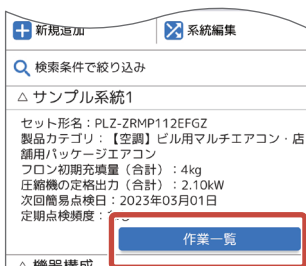 新規追加
系統編集
検索条件で絞り込み
△ サンプル系統1
セット形名：PLZ-ZRMP112EFGZ
製品カテゴリ：【空調】ビル用マルチエアコン・店
舗用パッケージエアコン
フロン初期充填量（合計）：4kg
圧縮機の定格出力（合計）：2.10kW
次回簡易点検日：2023年03月01日
定期点検頻度：
作業一覧
△ 機器構成